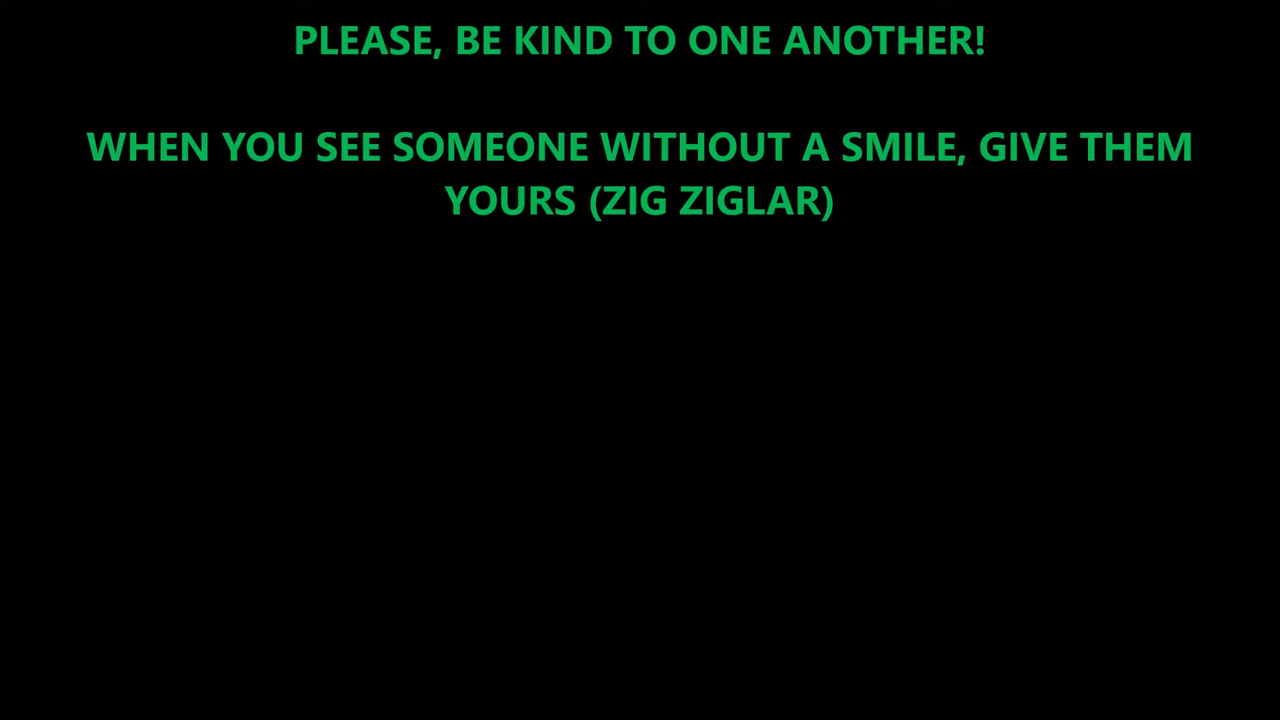 PLEASE, BE KIND TO ONE ANOTHER!
WHEN YOU SEE SOMEONE WITHOUT A SMILE, GIVE THEM
YOURS (ZIG ZIGLAR)